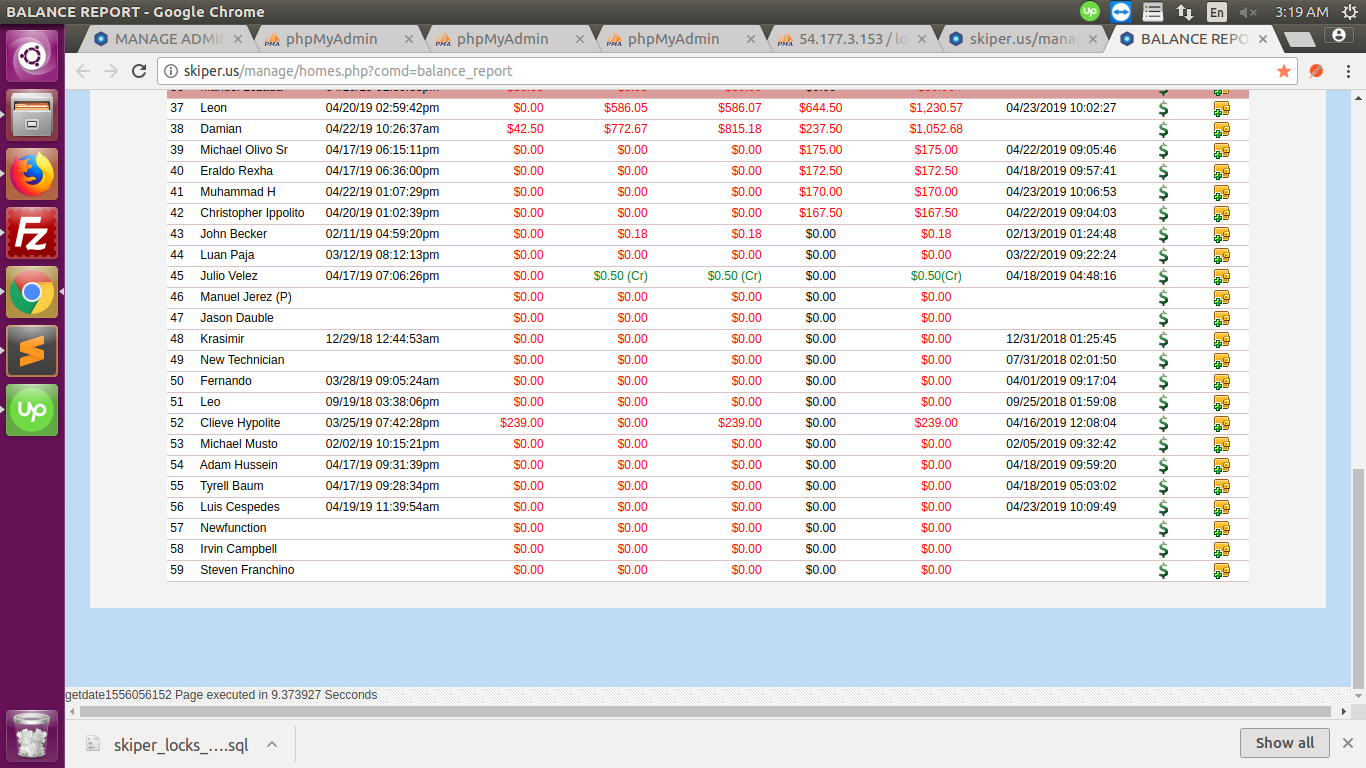 BALANCE REPORT - Google Chrome
Up En 3:19 AM
MANAGE ADMI phpMyAdmin phpMyAdmin phpMyAdmin 54.177.3.153 / lo skiper.us/mana BALANCE REPO
skiper.us/manage/homes.php?comd=balance_report
37 Leon 04/20/19 02:59:42pm $0.00 $586.05 $586.07 $644.50 $1,230.57 04/23/2019 10:02:27
38 Damian 04/22/19 10:26:37am $42.50 $772.67 $815.18 $237.50 $1,052.68
39 Michael Olivo Sr 04/17/19 06:15:11pm $0.00 $0.00 $0.00 $175.00 $175.00 04/22/2019 09:05:46
40 Eraldo Rexha 04/17/19 06:36:00pm $0.00 $0.00 $0.00 $172.50 $172.50 04/18/2019 09:57:41
41 Muhammad H 04/22/19 01:07:29pm $0.00 $0.00 $0.00 $170.00 $170.00 04/23/2019 10:06:53
42 Christopher Ippolito 04/20/19 01:02:39pm $0.00 $0.00 $0.00 $167.50 $167.50 04/22/2019 09:04:03
43 John Becker 02/11/19 04:59:20pm $0.00 $0.18 $0.18 $0.00 $0.18 02/13/2019 01:24:48
44 Luan Paja 03/12/19 08:12:13pm $0.00 $0.00 $0.00 $0.00 $0.00 03/22/2019 09:22:24
45 Julio Velez 04/17/19 07:06:26pm $0.00 $0.50 (Cr) $0.50 (Cr) $0.00 $0.50(Cr) 04/18/2019 04:48:16
46 Manuel Jerez (P) $0.00 $0.00 $0.00 $0.00 $0.00
47 Jason Dauble $0.00 $0.00 $0.00 $0.00 $0.00
48 Krasimir 12/29/18 12:44:53am $0.00 $0.00 $0.00 $0.00 $0.00 12/31/2018 01:25:45
49 New Technician $0.00 $0.00 $0.00 $0.00 $0.00 07/31/2018 02:01:50
50 Fernando 03/28/19 09:05:24am $0.00 $0.00 $0.00 $0.00 $0.00 04/01/2019 09:17:04
51 Leo 09/19/18 03:38:06pm $0.00 $0.00 $0.00 $0.00 $0.00 09/25/2018 01:59:08
52 Clieve Hypolite 03/25/19 07:42:28pm $239.00 $0.00 $239.00 $0.00 $239.00 04/16/2019 12:08:04
53 Michael Musto 02/02/19 10:15:21pm $0.00 $0.00 $0.00 $0.00 $0.00 02/05/2019 09:32:42
54 Adam Hussein 04/17/19 09:31:39pm $0.00 $0.00 $0.00 $0.00 $0.00 04/18/2019 09:59:20
55 Tyrell Baum 04/17/19 09:28:34pm $0.00 $0.00 $0.00 $0.00 $0.00 04/18/2019 05:03:02
56 Luis Cespedes 04/19/19 11:39:54am $0.00 $0.00 $0.00 $0.00 $0.00 04/23/2019 10:09:49
57 Newfunction $0.00 $0.00 $0.00 $0.00 $0.00
58 Irvin Campbell $0.00 $0.00 $0.00 $0.00 $0.00
59 Steven Franchino $0.00 $0.00 $0.00 $0.00 $0.00
getdate1556056152 Page executed in 9.373927 Secconds
skiper_locks_....sql Show all